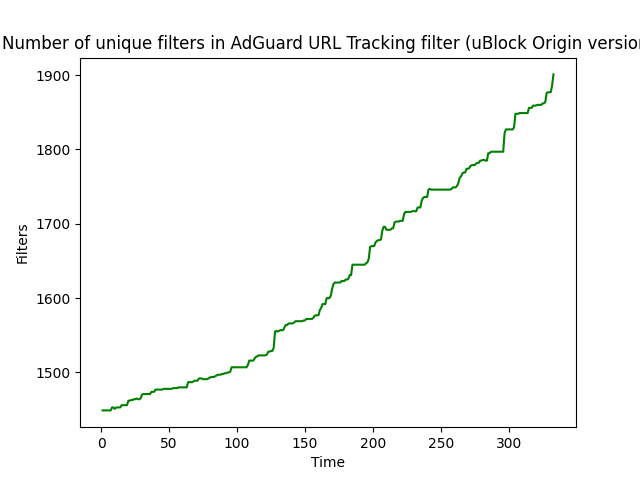 Number of unique filters in AdGuard URL Tracking filter (uBlock Origin version
1900
1800
1700
1600
1500
Filters
0 50 100 150 200 250 300
Time